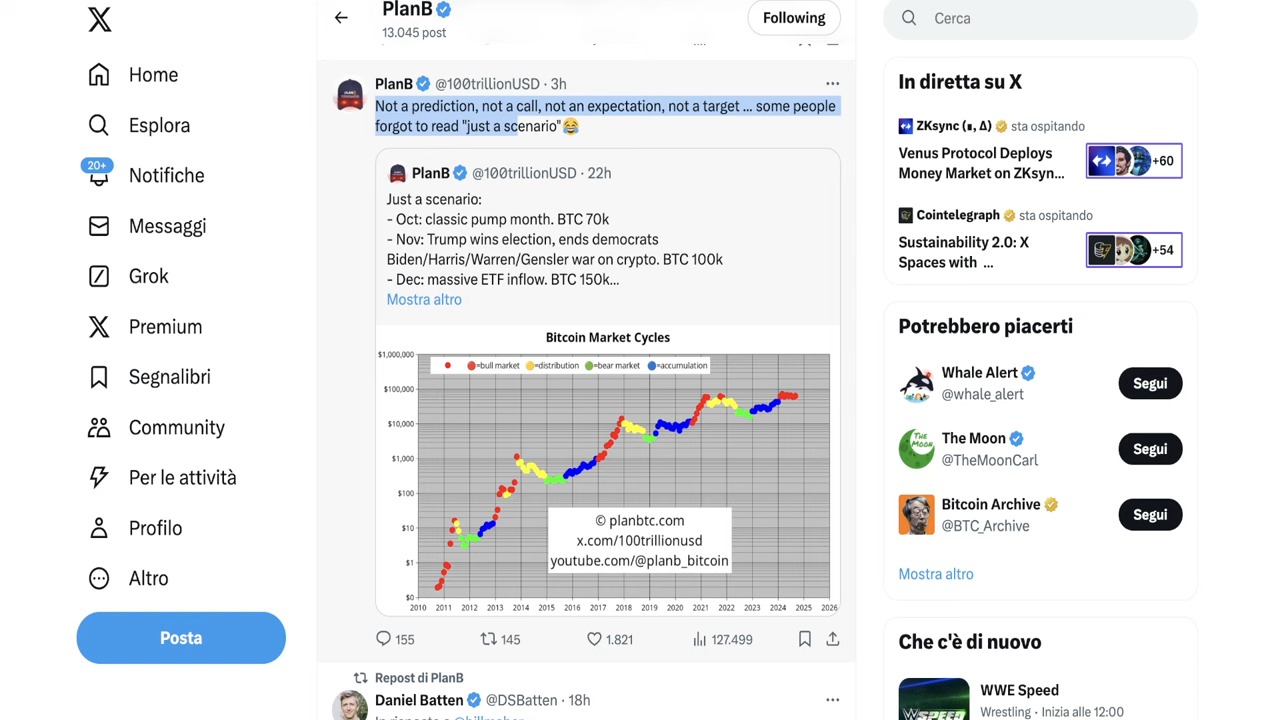 Home
Esplora
20+
Notifiche
Messaggi
Grok
Premium
Segnalibri
Community
Per le attività
Profilo
Altro
Posta
PlanB
13.045 post
Following
PlanB @100trillionUSD · 3h
Not a prediction, not a call, not an expectation, not a target ... some people
forgot to read "just a scenario"😂
PlanB @100trillionUSD · 22h
Just a scenario:
- Oct: classic pump month. BTC 70k
- Nov: Trump wins election, ends democrats
Biden/Harris/Warren/Gensler war on crypto. BTC 100k
- Dec: massive ETF inflow. BTC 150k...
Mostra altro
Bitcoin Market Cycles
=bull market =distribution =bear market =accumulation
$1,000,000
$100,000
$10,000
$1,000
$100
$10
$1
$0
© planbtc.com
x.com/100trillionusd
youtube.com/@planb_bitcoin
2010 2011 2012 2013 2014 2015 2016 2017 2018 2019 2020 2021 2022 2023 2024 2025 2026
155 145 1.821 127.499
Repost di PlanB
Daniel Batten @DSBatten · 18h
Cerca
In diretta su X
ZKsync (∎, ∆) sta ospitando
Venus Protocol Deploys
Money Market on ZKsyn...
+60
Cointelegraph sta ospitando
Sustainability 2.0: X
Spaces with ...
+54
Potrebbero piacerti
Whale Alert
@whale_alert
Segui
The Moon
@TheMoonCarl
Segui
Bitcoin Archive
@BTC_Archive
Segui
Mostra altro
Che c'è di nuovo
WWE Speed
Wrestling · Inizia alle 12:00